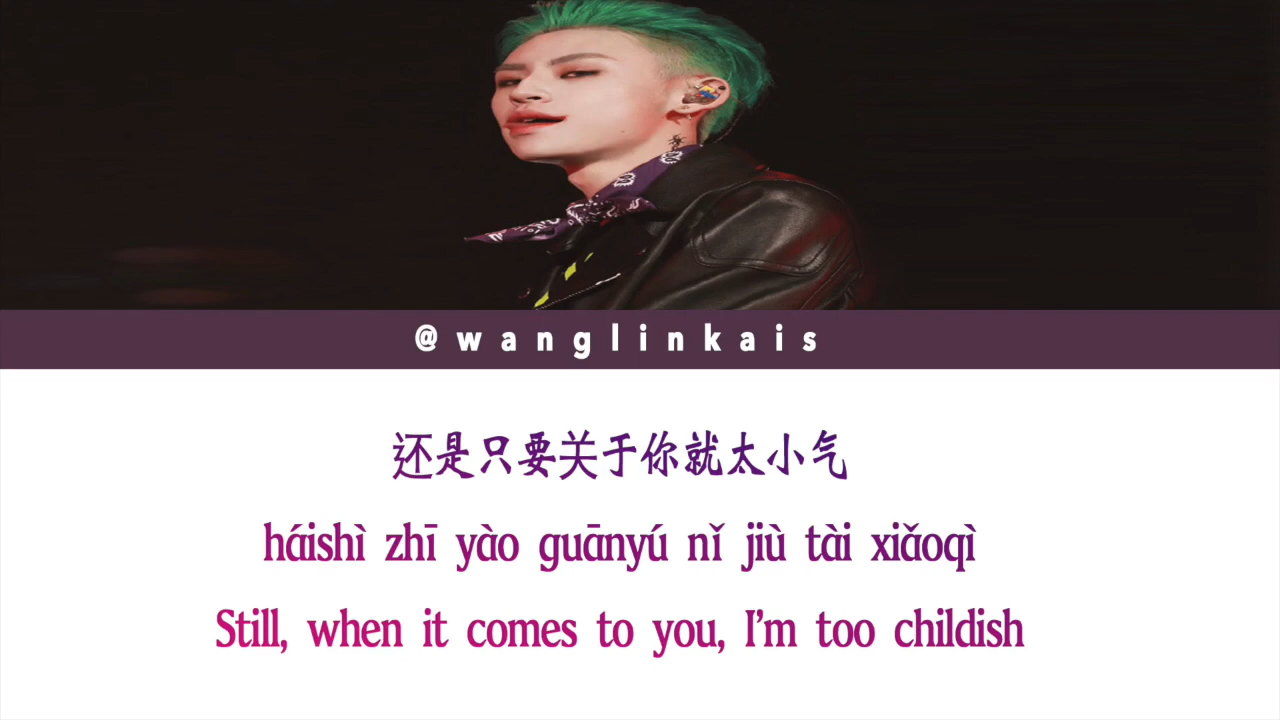 @wanglinkais
还是只要关于你就太小气
háishì zhī yào guānyú nǐ jiù tài xiǎoqì
Still, when it comes to you, I'm too childish